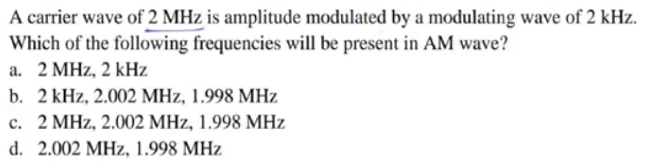 A carrier wave of 2 MHz is amplitude modulated by a modulating wave of 2 kHz.
Which of the following frequencies will be present in AM wave?
a. 2 MHz, 2 kHz
b. 2 kHz, 2.002 MHz, 1.998 MHz
c. 2 MHz, 2.002 MHz, 1.998 MHz
d. 2.002 MHz, 1.998 MHz